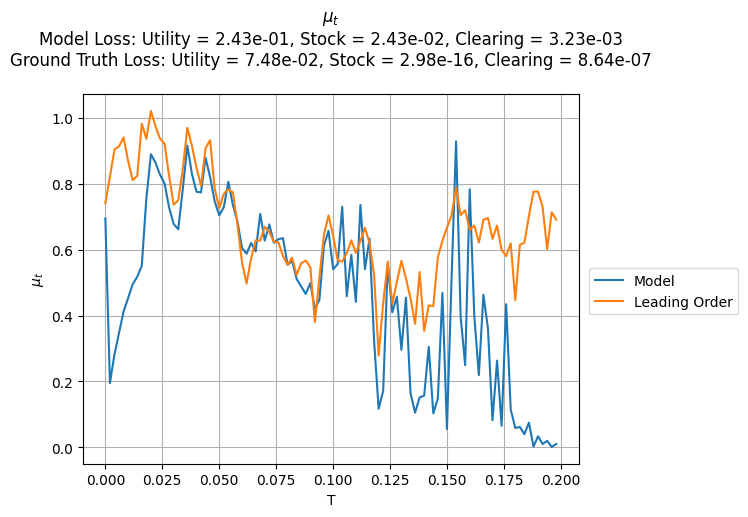 μₜ
Model Loss: Utility = 2.43e-01, Stock = 2.43e-02, Clearing = 3.23e-03
Ground Truth Loss: Utility = 7.48e-02, Stock = 2.98e-16, Clearing = 8.64e-07
1.0
0.8
0.6
0.4
0.2
0.0
μₜ
0.000 0.025 0.050 0.075 0.100 0.125 0.150 0.175 0.200
T
Model
Leading Order